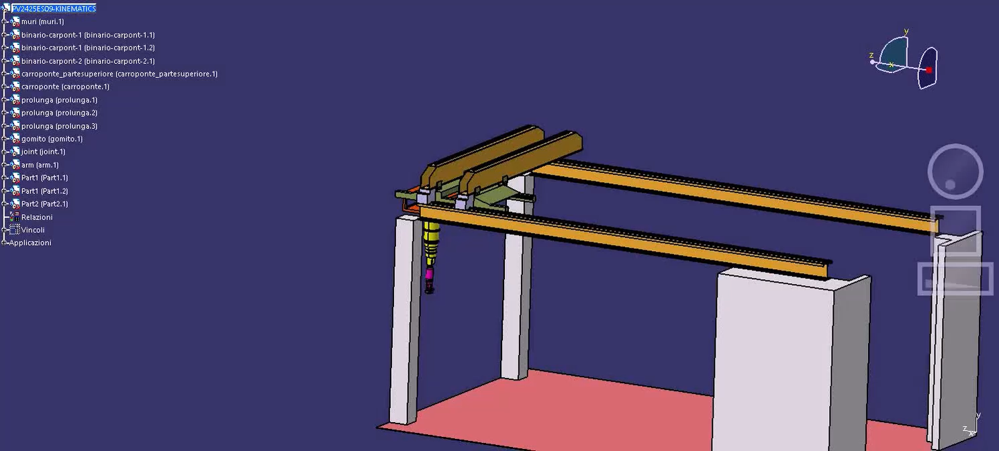 PV2425ES09-KINEMATICS
muri (muri.1)
binario-carpont-1 (binario-carpont-1.1)
binario-carpont-1 (binario-carpont-1.2)
binario-carpont-2 (binario-carpont-2.1)
carroponte_partesuperiore (carroponte_partesuperiore.1)
carroponte (carroponte.1)
prolunga (prolunga.1)
prolunga (prolunga.2)
prolunga (prolunga.3)
gomito (gomito.1)
joint (joint.1)
arm (arm.1)
Part1 (Part1.1)
Part1 (Part1.2)
Part2 (Part2.1)
Relazioni
Vincoli
Applicazioni
y
z
x
y
z
x